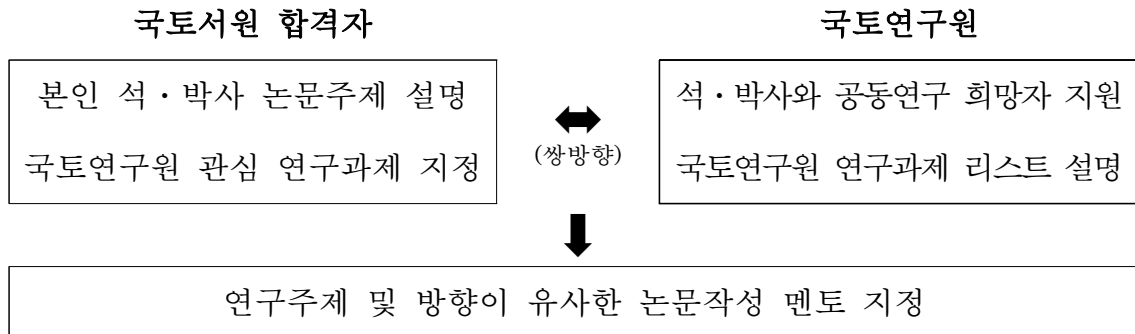 국토서원 합격자
국토연구원
본인 석·박사 논문주제 설명
국토연구원 관심 연구과제 지정
(쌍방향)
석·박사와 공동연구 희망자 지원
국토연구원 연구과제 리스트 설명
연구주제 및 방향이 유사한 논문작성 멘토 지정